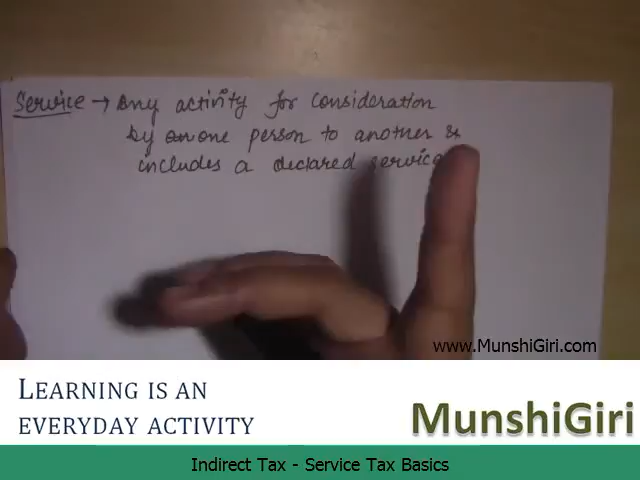 Service → Any activity for consideration
by one person to another &
includes a declared service
www.MunshiGiri.com
LEARNING IS AN
EVERYDAY ACTIVITY
MunshiGiri
Indirect Tax - Service Tax Basics